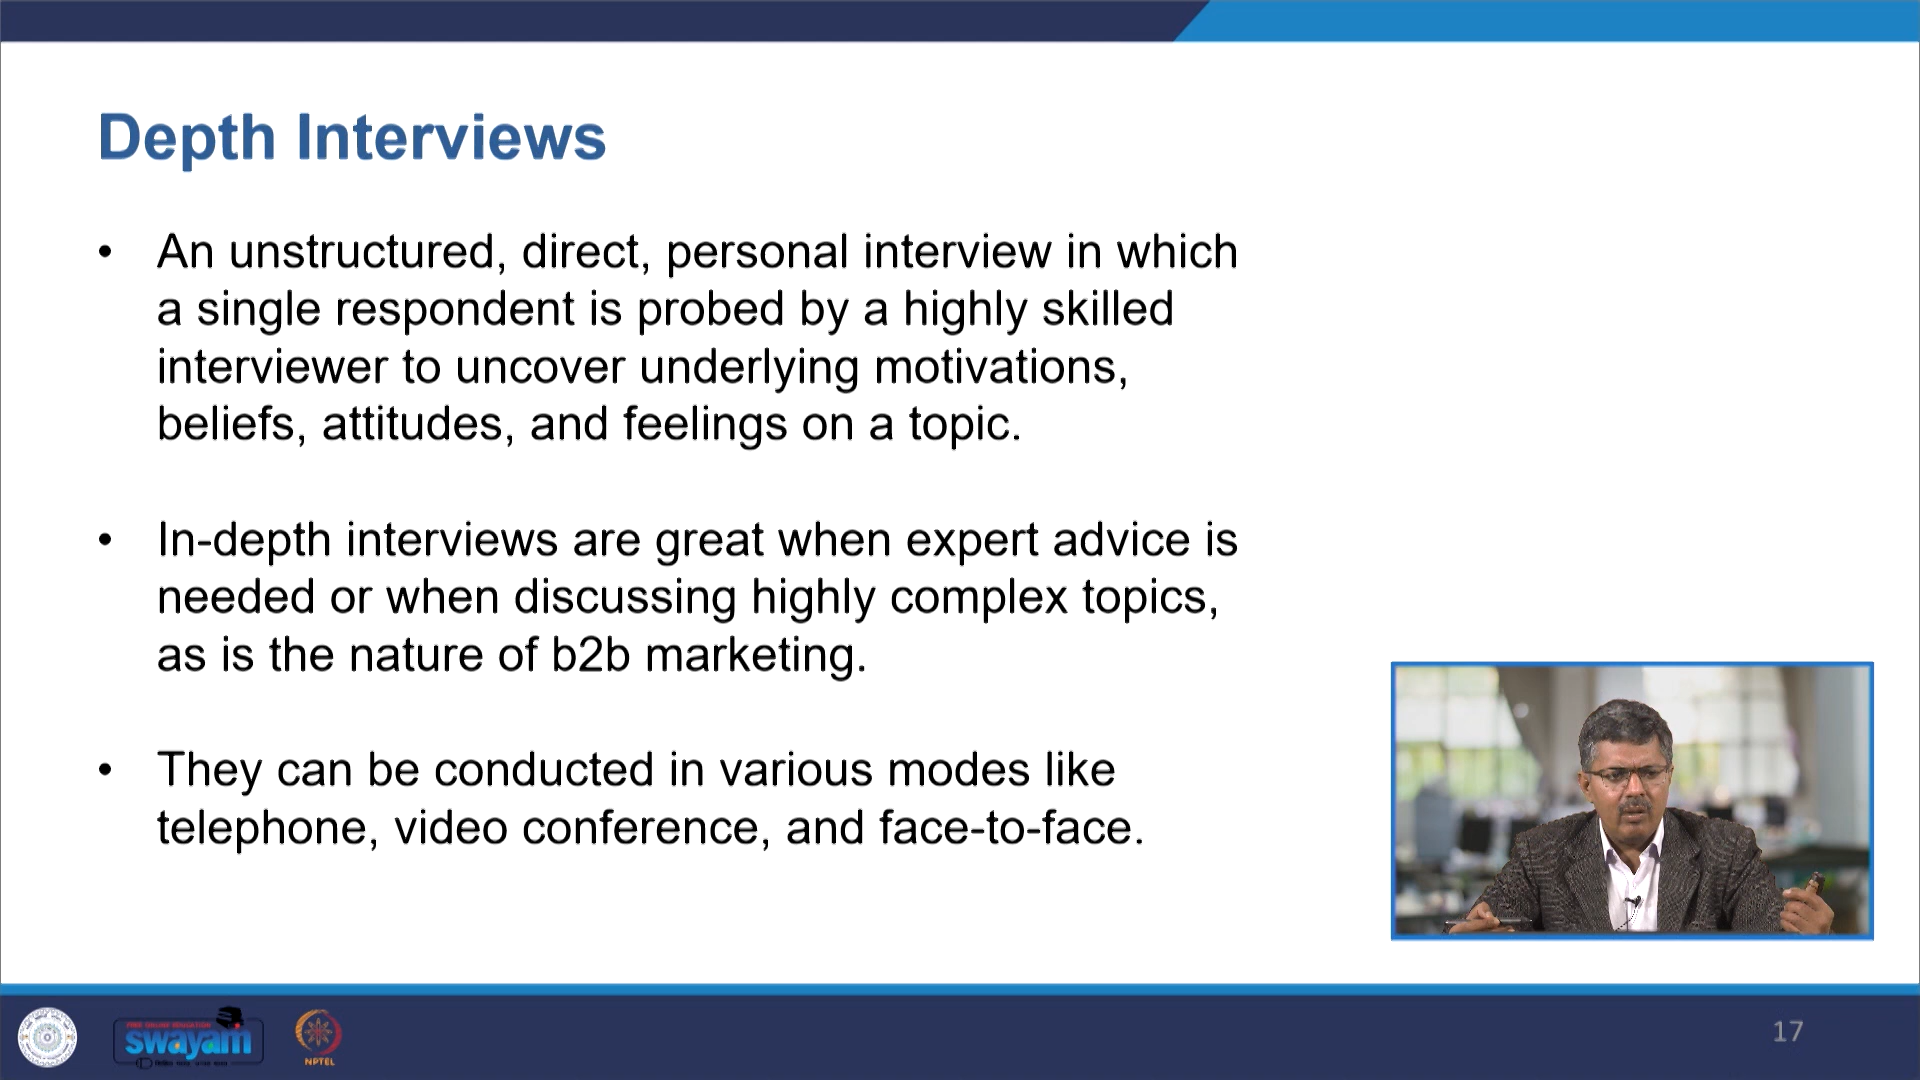 Depth Interviews
• An unstructured, direct, personal interview in which
a single respondent is probed by a highly skilled
interviewer to uncover underlying motivations,
beliefs, attitudes, and feelings on a topic.
• In-depth interviews are great when expert advice is
needed or when discussing highly complex topics,
as is the nature of b2b marketing.
• They can be conducted in various modes like
telephone, video conference, and face-to-face.
FREE ONLINE EDUCATION
swayam
NPTEL
17